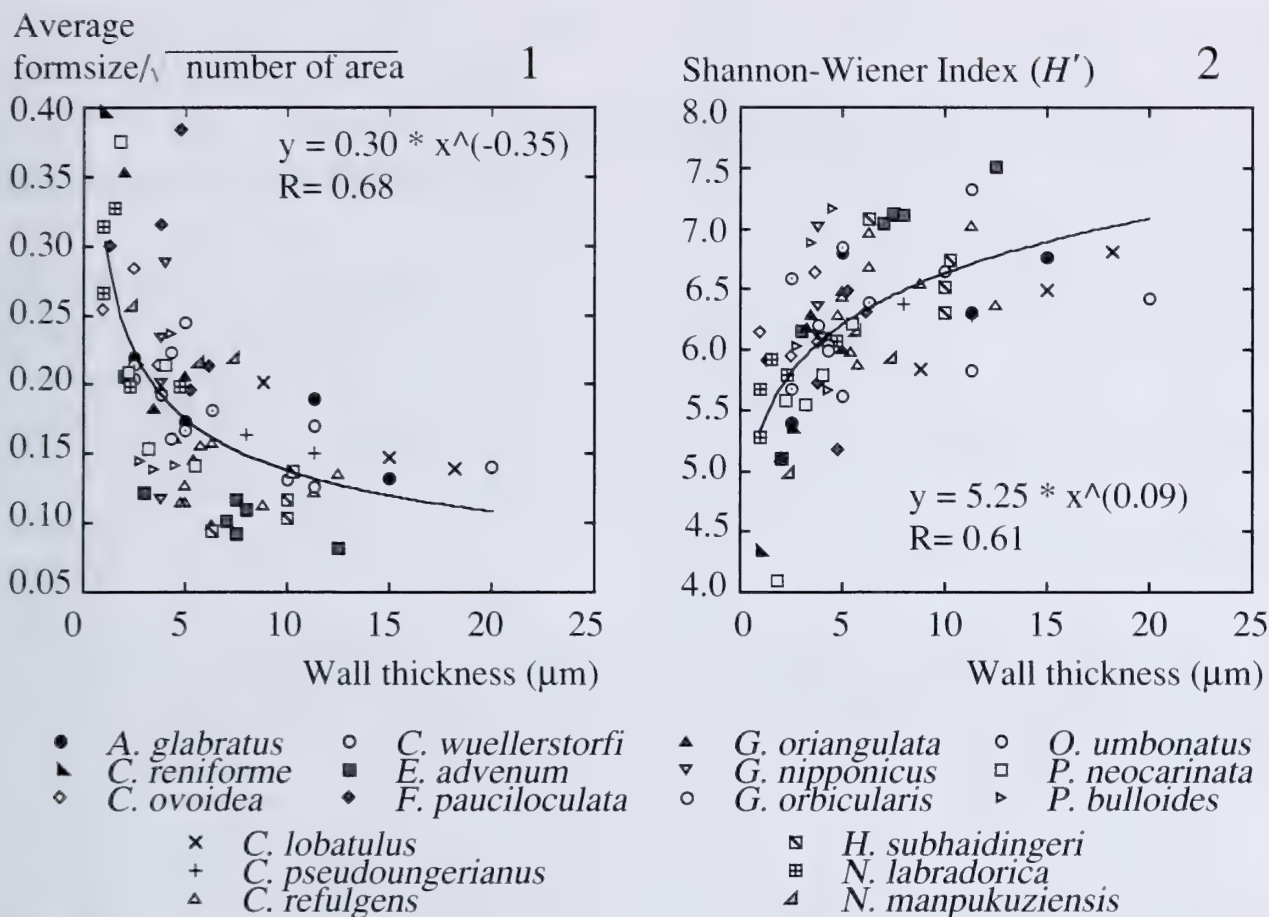 Average
formsize/√number of area
1
0.40
0.35
0.30
0.25
0.20
0.15
0.10
0.05
y = 0.30 * x^(-0.35)
R= 0.68
0 5 10 15 20 25
Wall thickness (μm)
Shannon-Wiener Index (H′)
2
8.0
7.5
7.0
6.5
6.0
5.5
5.0
4.5
4.0
y = 5.25 * x^(0.09)
R= 0.61
0 5 10 15 20 25
Wall thickness (μm)
A. glabratus
C. reniforme
C. ovoidea
C. wuellerstorfi
E. advenum
F. pauciloculata
G. oriangulata
G. nipponicus
G. orbicularis
O. umbonatus
P. neocarinata
P. bulloides
C. lobatulus
C. pseudoungerianus
C. refulgens
H. subhaidingeri
N. labradorica
N. manpukuziensis